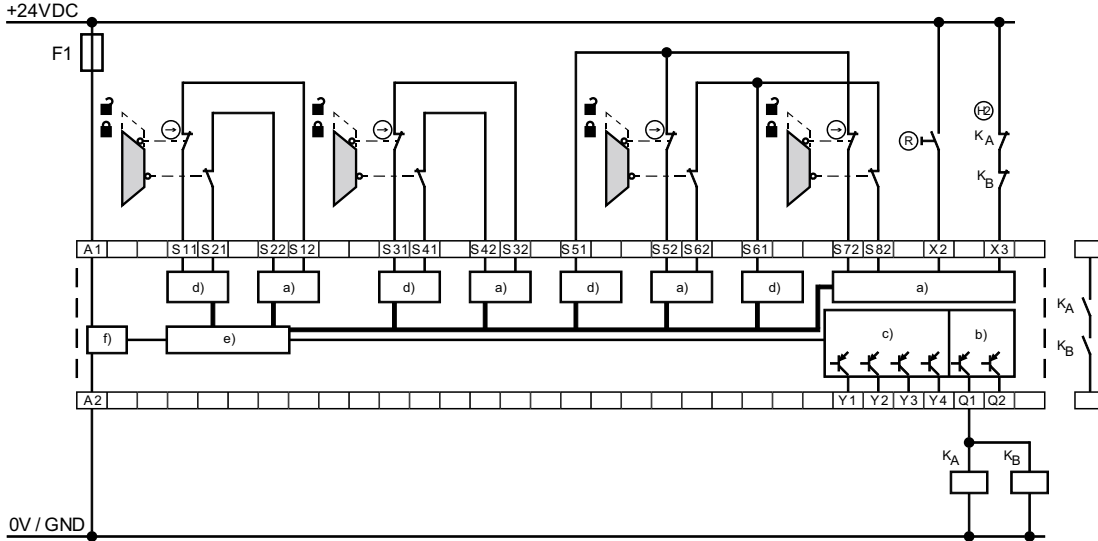 +24VDC
F1
H2
R
KA
KB
A1 S11 S21 S22 S12 S31 S41 S42 S32 S51 S52 S62 S61 S72 S82 X2 X3
d) a) d) a) d) a) d) a)
KA
f) e) c) b)
KB
A2 Y1 Y2 Y3 Y4 Q1 Q2
KA KB
0V / GND